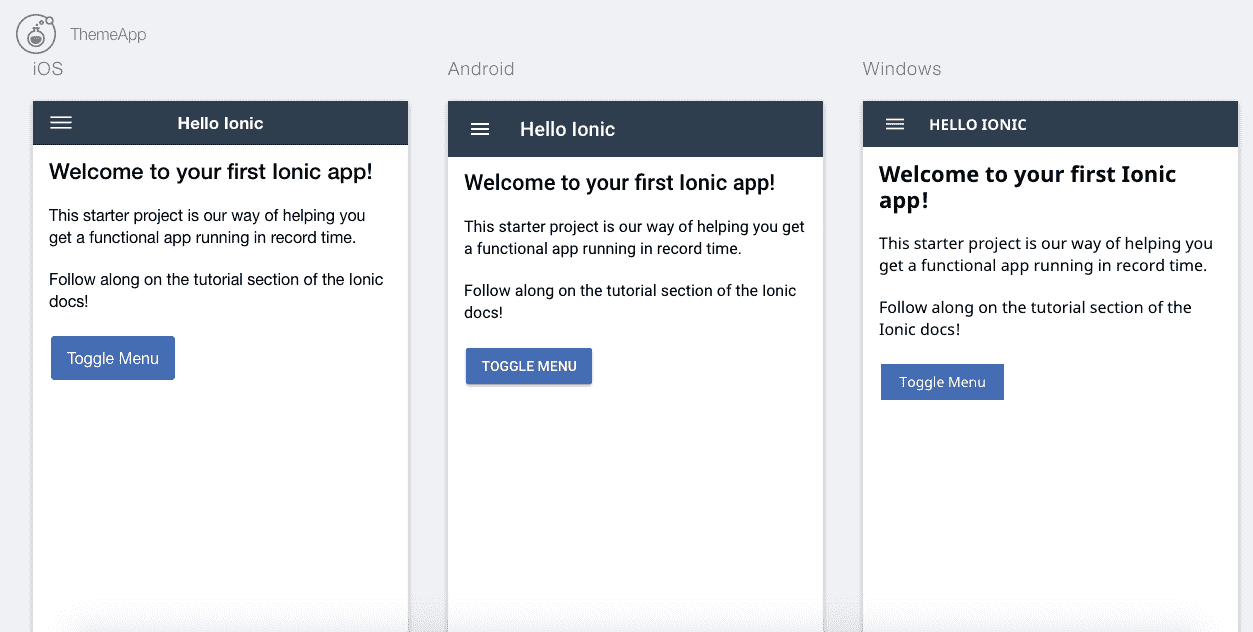 ThemeApp
iOS
Hello Ionic
Welcome to your first Ionic app!
This starter project is our way of helping you
get a functional app running in record time.
Follow along on the tutorial section of the Ionic
docs!
Toggle Menu
Android
Hello Ionic
Welcome to your first Ionic app!
This starter project is our way of helping you get
a functional app running in record time.
Follow along on the tutorial section of the Ionic
docs!
TOGGLE MENU
Windows
HELLO IONIC
Welcome to your first Ionic
app!
This starter project is our way of helping you
get a functional app running in record time.
Follow along on the tutorial section of the
Ionic docs!
Toggle Menu